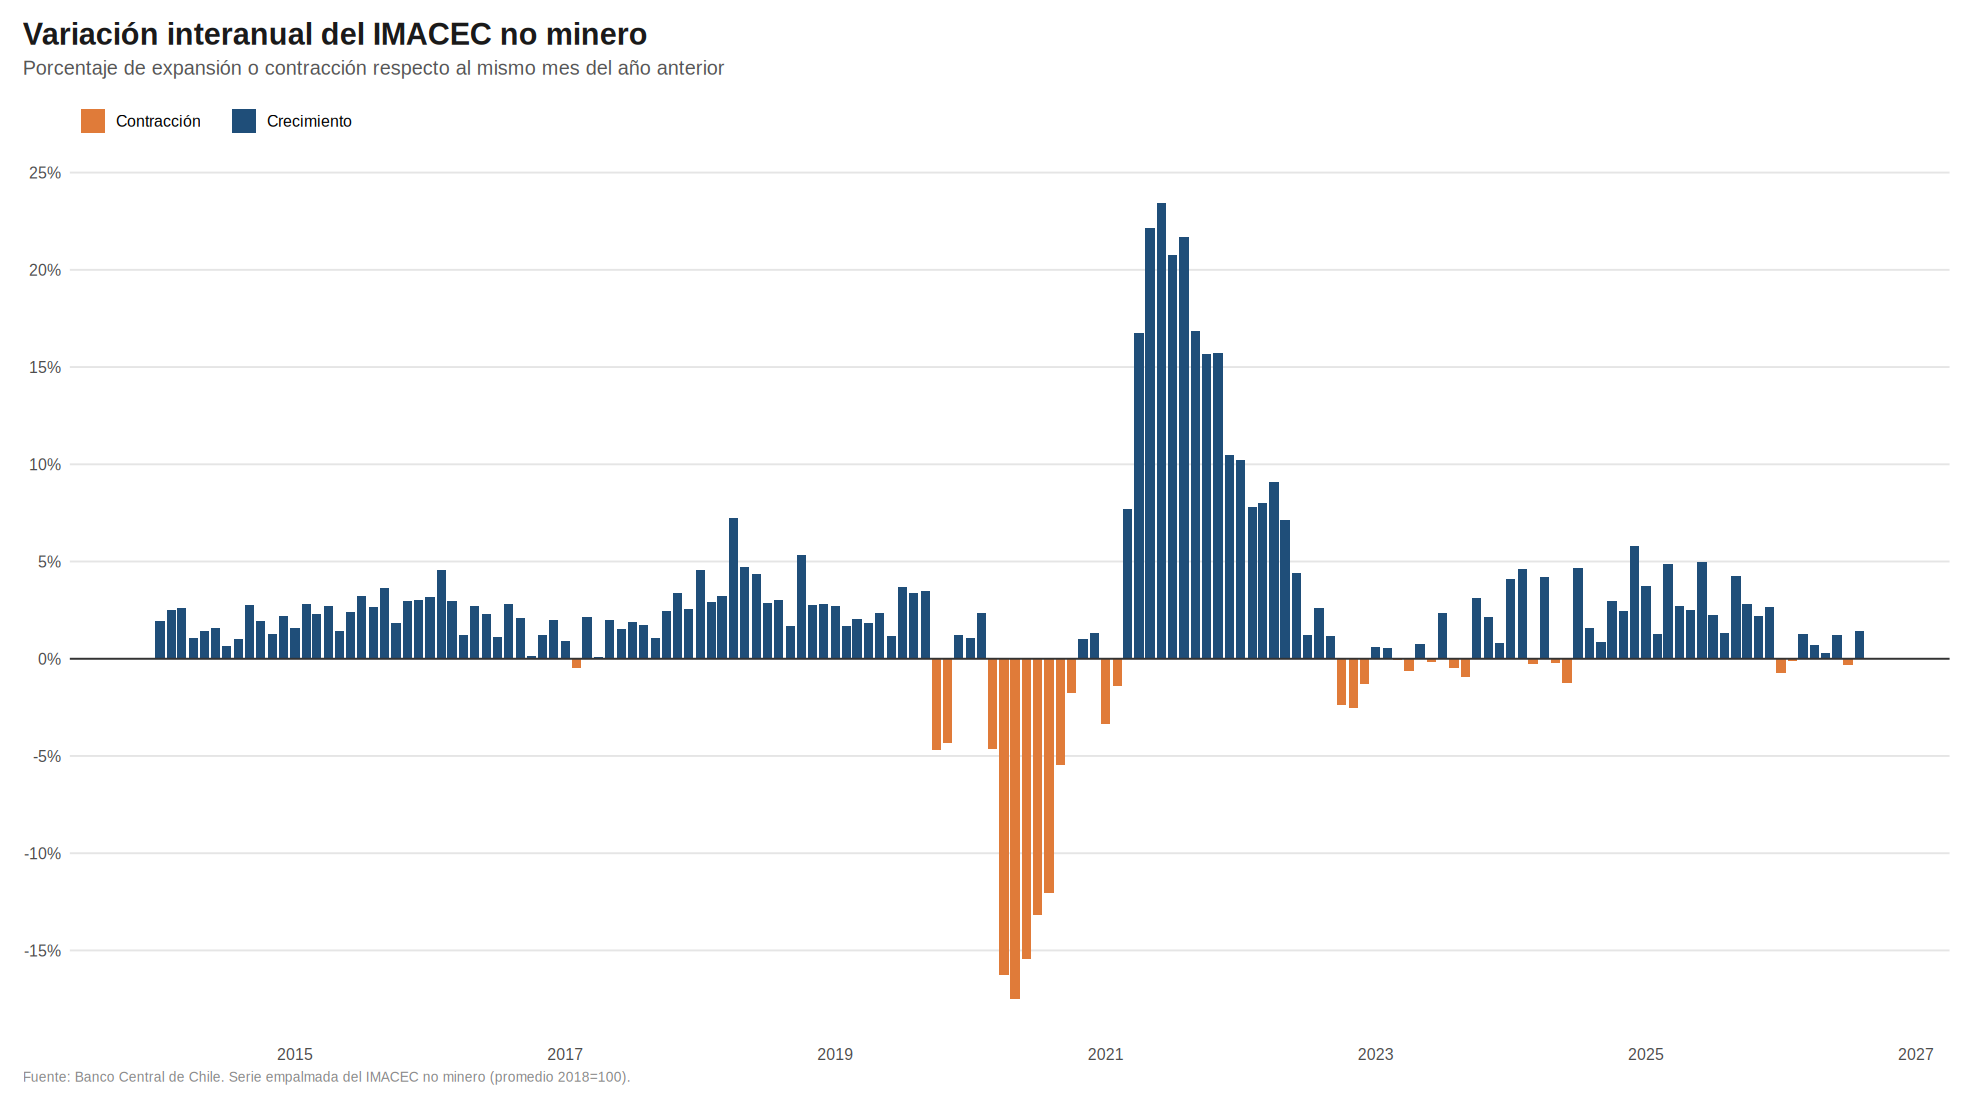 Variación interanual del IMACEC no minero
Porcentaje de expansión o contracción respecto al mismo mes del año anterior
Contracción Crecimiento
25%
20%
15%
10%
5%
0%
-5%
-10%
-15%
2015 2017 2019 2021 2023 2025 2027
Fuente: Banco Central de Chile. Serie empalmada del IMACEC no minero (promedio 2018=100).